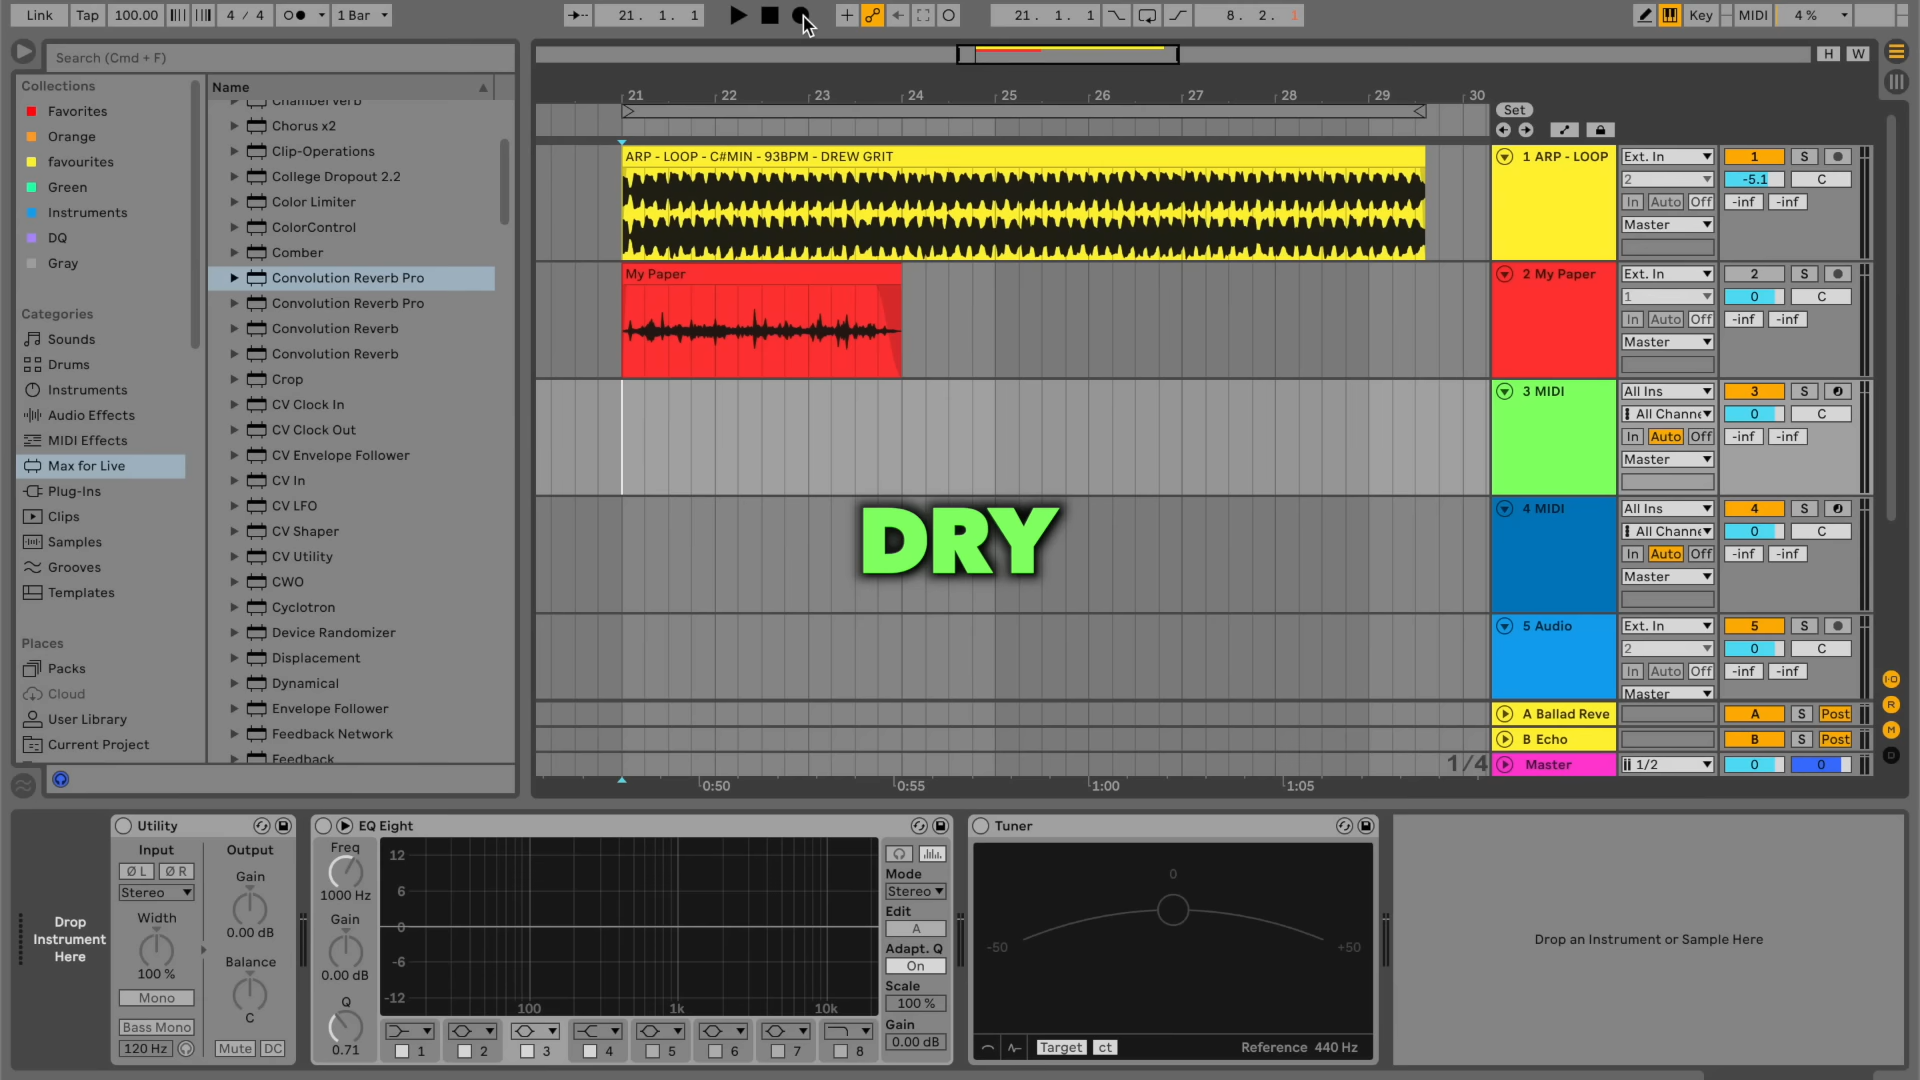 Link Tap 100.00 4 / 4 1 Bar 21. 1. 1 21. 1. 1 8. 2. 1 Key MIDI 4 %
Search (Cmd + F)
H W
Collections
Favorites
Orange
favourites
Green
Instruments
DQ
Gray
Categories
Sounds
Drums
Instruments
Audio Effects
MIDI Effects
Max for Live
Plug-Ins
Clips
Samples
Grooves
Templates
Places
Packs
Cloud
User Library
Current Project
Name
Chamberverb
Chorus x2
Clip-Operations
College Dropout 2.2
Color Limiter
ColorControl
Comber
Convolution Reverb Pro
Convolution Reverb Pro
Convolution Reverb
Convolution Reverb
Crop
CV Clock In
CV Clock Out
CV Envelope Follower
CV In
CV LFO
CV Shaper
CV Utility
CWO
Cyclotron
Device Randomizer
Displacement
Dynamical
Envelope Follower
Feedback Network
Feedback
21 22 23 24 25 26 27 28 29 30
Set
ARP - LOOP - C#MIN - 93BPM - DREW GRIT
My Paper
DRY
1/4
0:50 0:55 1:00 1:05
1 ARP - LOOP Ext. In 1 S
2 -5.1 C
In Auto Off -inf -inf
Master
2 My Paper Ext. In 2 S
1 0 C
In Auto Off -inf -inf
Master
3 MIDI All Ins 3 S
All Channe 0 C
In Auto Off -inf -inf
Master
4 MIDI All Ins 4 S
All Channe 0 C
In Auto Off -inf -inf
Master
5 Audio Ext. In 5 S
2 0 C
In Auto Off -inf -inf
Master
A Ballad Reve A S Post
B Echo B S Post
Master 1/2 0 0
I·O
R
M
D
Drop
Instrument
Here
Utility
Input Output
Ø L Ø R Gain
Stereo
Width 0.00 dB
Balance
100 %
Mono C
Bass Mono
120 Hz Mute DC
EQ Eight
Freq
1000 Hz
Gain
0.00 dB
Q
0.71
12
6
0
-6
-12
100 1k 10k
1 2 3 4 5 6 7 8
Mode
Stereo
Edit
A
Adapt. Q
On
Scale
100 %
Gain
0.00 dB
Tuner
0
-50 +50
Target ct Reference 440 Hz
Drop an Instrument or Sample Here